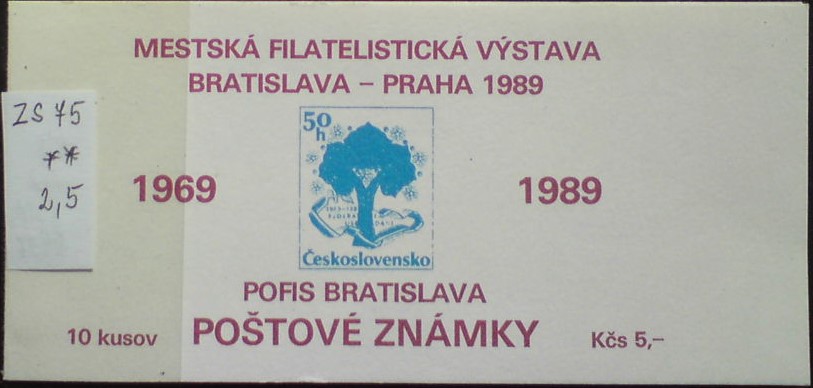 MESTSKÁ FILATELISTICKÁ VÝSTAVA
BRATISLAVA – PRAHA 1989
ZS 75
**
2,5
50
h
1969
1989
Československo
POFIS BRATISLAVA
10 kusov POŠTOVÉ ZNÁMKY Kčs 5,–